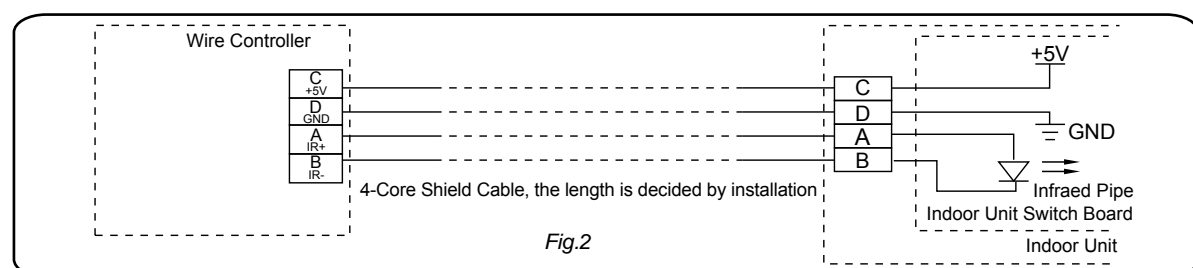 Wire Controller
C
+5V
D
GND
A
IR+
B
IR-
4-Core Shield Cable, the length is decided by installation
C
D
A
B
+5V
GND
Infraed Pipe
Indoor Unit Switch Board
Indoor Unit
Fig.2